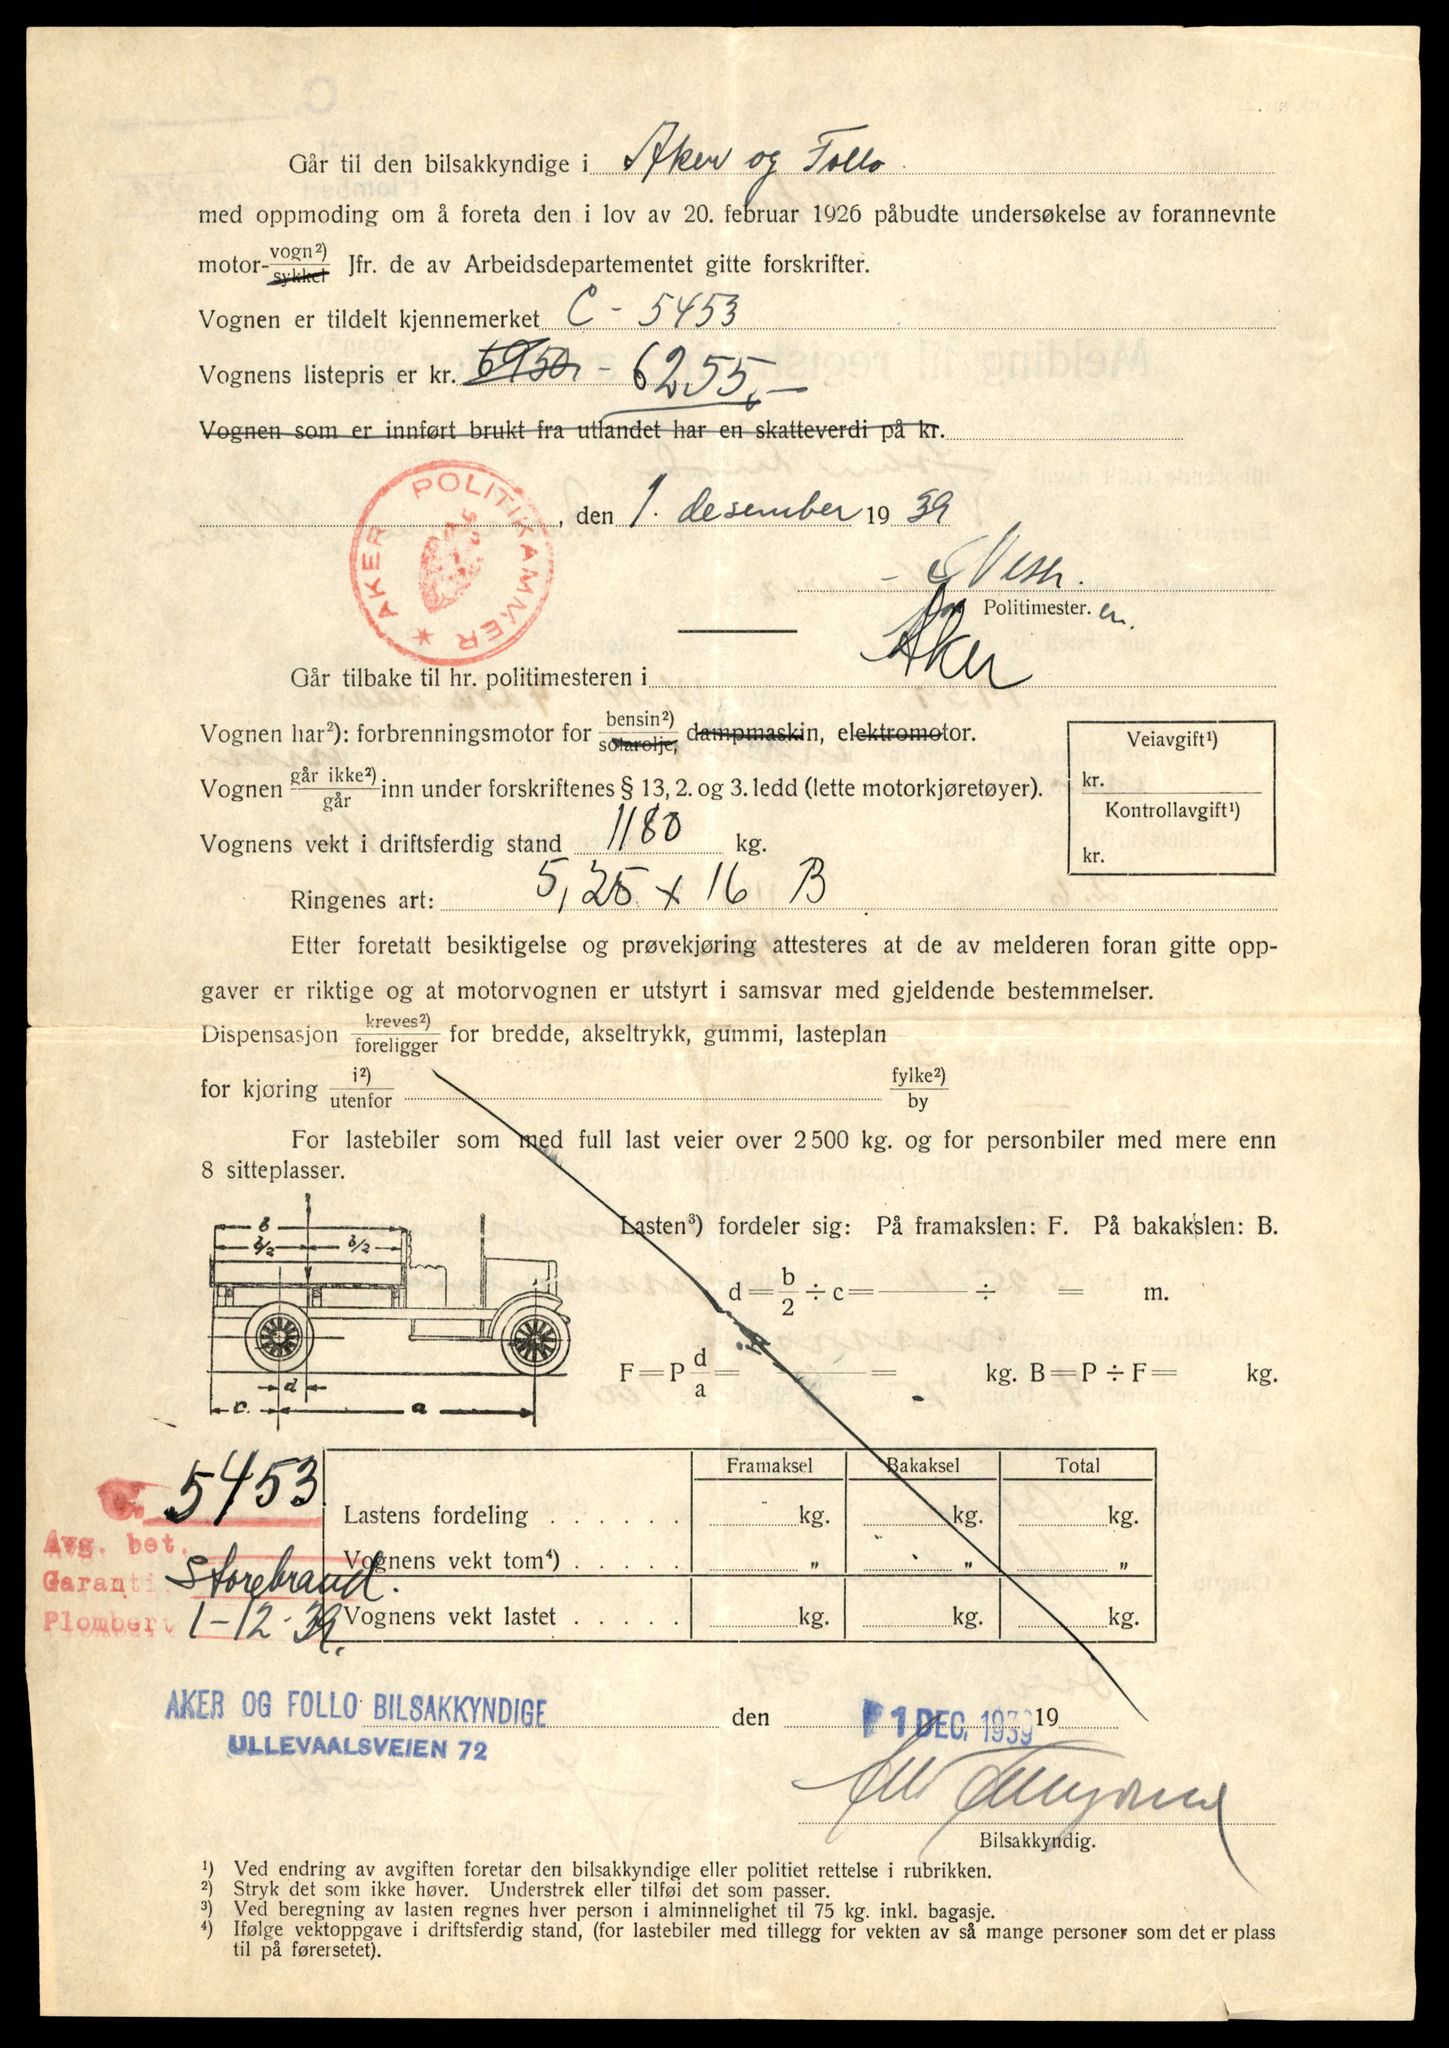 Går til den bilsakkyndige i Aker og Follo
med oppmoding om å foreta den i lov av 20. februar 1926 påbudte undersøkelse av forannevnte
motor-vogn²) sykkel Jfr. de av Arbeidsdepartementet gitte forskrifter.
Vognen er tildelt kjennemerket C - 5453
Vognens listepris er kr. 6950 - 6255,-
Vognen som er innført brukt fra utlandet har en skatteverdi på kr.
AKER POLITIKAMMER
, den 1. desember 19 39
Politimester. en.
Går tilbake til hr. politimesteren i Aker
Vognen har²): forbrenningsmotor for bensin²) solarolje, dampmaskin, elektromotor.
Veiavgift¹)
kr.
Kontrollavgift¹)
kr.
Vognen går ikke²) går inn under forskriftenes § 13, 2. og 3. ledd (lette motorkjøretøyer).
Vognens vekt i driftsferdig stand 1180 kg.
Ringenes art: 5,25 x 16 B
Etter foretatt besiktigelse og prøvekjøring attesteres at de av melderen foran gitte opp-
gaver er riktige og at motorvognen er utstyrt i samsvar med gjeldende bestemmelser.
Dispensasjon kreves²) foreligger for bredde, akseltrykk, gummi, lasteplan
for kjøring i²) utenfor fylke²) by
For lastebiler som med full last veier over 2500 kg. og for personbiler med mere enn
8 sitteplasser.
b
b/2 b/2
d
c. a
Lasten³) fordeler sig: På framakslen: F. På bakakslen: B.
d = b/2 ÷ c = ÷ = m.
F = P d/a = = kg. B = P ÷ F = kg.
C. 5453
Avg. bet.
Garanti Storebrand.
Plombert 1-12-39.
Framaksel Bakaksel Total
Lastens fordeling . . . . . . kg. kg. kg.
Vognens vekt tom⁴) . . . . . „ „ „
Vognens vekt lastet . . . . . kg. kg. kg.
AKER OG FOLLO BILSAKKYNDIGE den 1 DEC. 1939 19
ULLEVAALSVEIEN 72
Bilsakkyndig.
¹) Ved endring av avgiften foretar den bilsakkyndige eller politiet rettelse i rubrikken.
²) Stryk det som ikke høver. Understrek eller tilføi det som passer.
³) Ved beregning av lasten regnes hver person i alminnelighet til 75 kg. inkl. bagasje.
⁴) Ifølge vektoppgave i driftsferdig stand, (for lastebiler med tillegg for vekten av så mange personer som det er plass
til på førersetet).